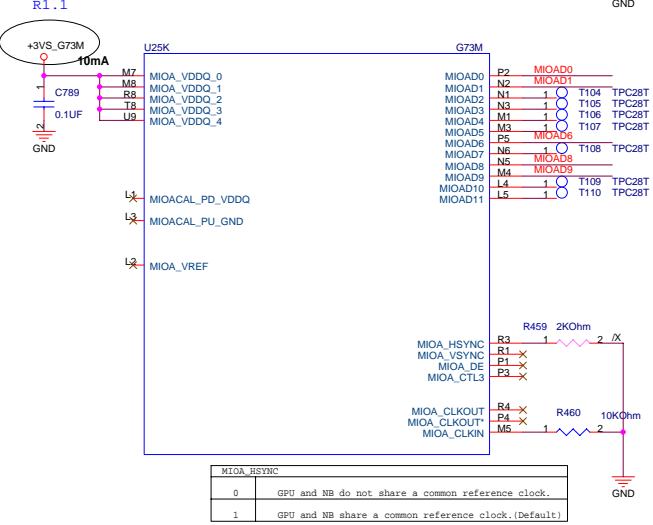 R1.1
GND
+3VS_G73M
10mA
U25K
G73M
M7
MIOA_VDDQ_0
M8
MIOA_VDDQ_1
R8
MIOA_VDDQ_2
T8
MIOA_VDDQ_3
U9
MIOA_VDDQ_4
1
C789
0.1UF
2
GND
MIOAD0
P2
MIOAD0
MIOAD1
N2
MIOAD1
MIOAD2
N1
1
T104
TPC28T
MIOAD3
N3
1
T105
TPC28T
MIOAD4
M1
1
T106
TPC28T
MIOAD5
M3
1
T107
TPC28T
MIOAD6
P5
MIOAD6
MIOAD7
N6
1
T108
TPC28T
MIOAD8
N5
MIOAD8
MIOAD9
M4
MIOAD9
MIOAD10
L4
1
T109
TPC28T
MIOAD11
L5
1
T110
TPC28T
L1
MIOACAL_PD_VDDQ
L3
MIOACAL_PU_GND
L2
MIOA_VREF
R459
2KOhm
MIOA_HSYNC
R3
1
2
/X
MIOA_VSYNC
R1
MIOA_DE
P1
MIOA_CTL3
P3
MIOA_CLKOUT
R4
MIOA_CLKOUT*
P4
MIOA_CLKIN
M5
R460
10KOhm
1
2
GND
MIOA_HSYNC
0
GPU and NB do not share a common reference clock.
1
GPU and NB share a common reference clock.(Default)